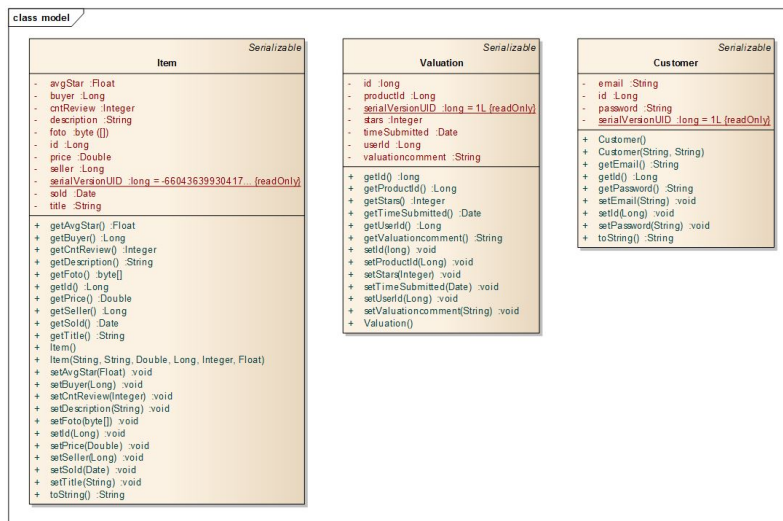 class model
Serializable
Item
- avgStar :Float
- buyer :Long
- cntReview :Integer
- description :String
- foto :byte ([])
- id :Long
- price :Double
- seller :Long
- serialVersionUID :long = -66043639930417... {readOnly}
- sold :Date
- title :String
+ getAvgStar() :Float
+ getBuyer() :Long
+ getCntReview() :Integer
+ getDescription() :String
+ getFoto() :byte[]
+ getId() :Long
+ getPrice() :Double
+ getSeller() :Long
+ getSold() :Date
+ getTitle() :String
+ Item()
+ Item(String, String, Double, Long, Integer, Float)
+ setAvgStar(Float) :void
+ setBuyer(Long) :void
+ setCntReview(Integer) :void
+ setDescription(String) :void
+ setFoto(byte[]) :void
+ setId(Long) :void
+ setPrice(Double) :void
+ setSeller(Long) :void
+ setSold(Date) :void
+ setTitle(String) :void
+ toString() :String
Serializable
Valuation
- id :long
- productId :Long
- serialVersionUID :long = 1L {readOnly}
- stars :Integer
- timeSubmitted :Date
- userId :Long
- valuationcomment :String
+ getId() :long
+ getProductId() :Long
+ getStars() :Integer
+ getTimeSubmitted() :Date
+ getUserId() :Long
+ getValuationcomment() :String
+ setId(long) :void
+ setProductId(Long) :void
+ setStars(Integer) :void
+ setTimeSubmitted(Date) :void
+ setUserId(Long) :void
+ setValuationcomment(String) :void
+ Valuation()
Serializable
Customer
- email :String
- id :Long
- password :String
- serialVersionUID :long = 1L {readOnly}
+ Customer()
+ Customer(String, String)
+ getEmail() :String
+ getId() :Long
+ getPassword() :String
+ setEmail(String) :void
+ setId(Long) :void
+ setPassword(String) :void
+ toString() :String